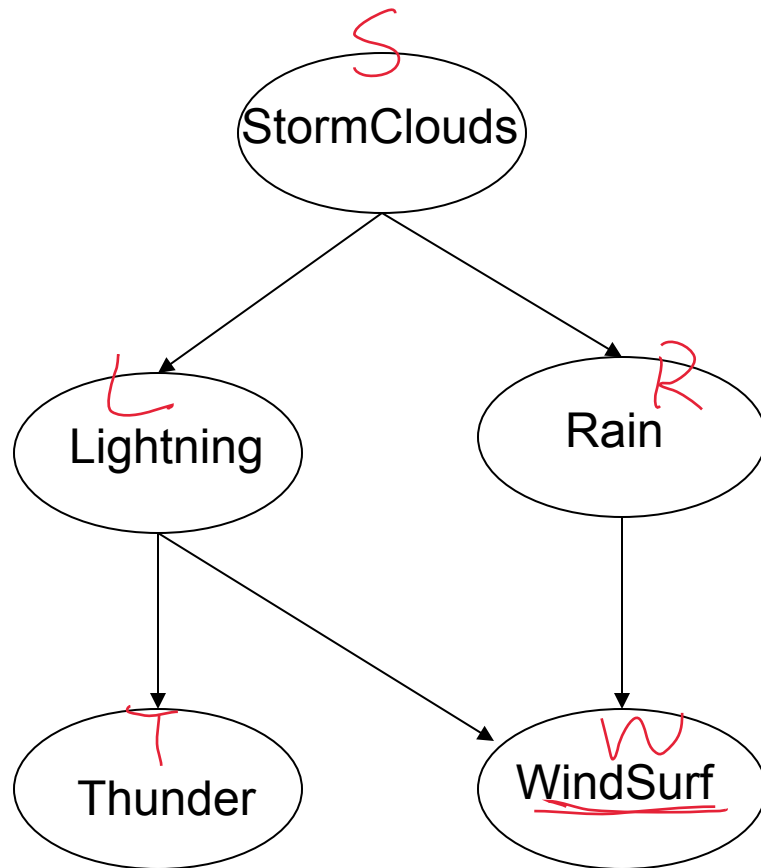 S
StormClouds
L
R
Lightning
Rain
T
W
Thunder
WindSurf